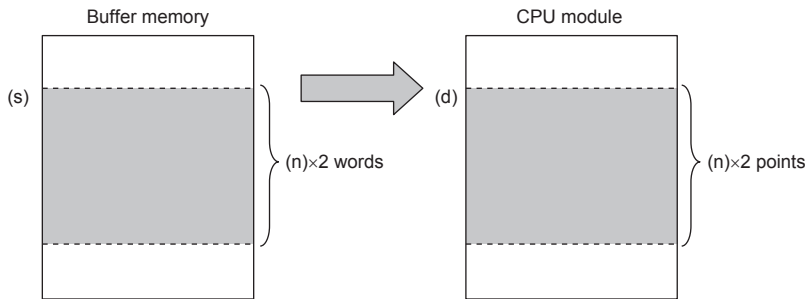 Buffer memory
CPU module
(s)
(d)
(n)×2 words
(n)×2 points